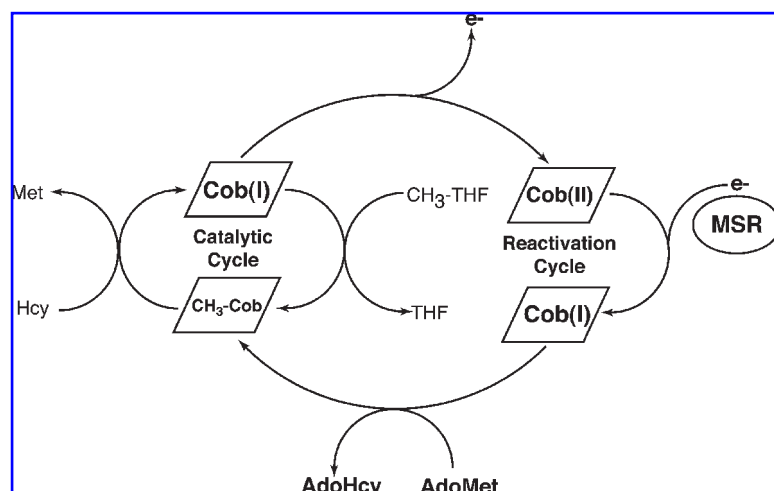 e-
Met
Cob(I)
CH₃-THF
Cob(II)
e-
MSR
Catalytic
Cycle
Reactivation
Cycle
Hcy
CH₃-Cob
THF
Cob(I)
AdoHcy
AdoMet